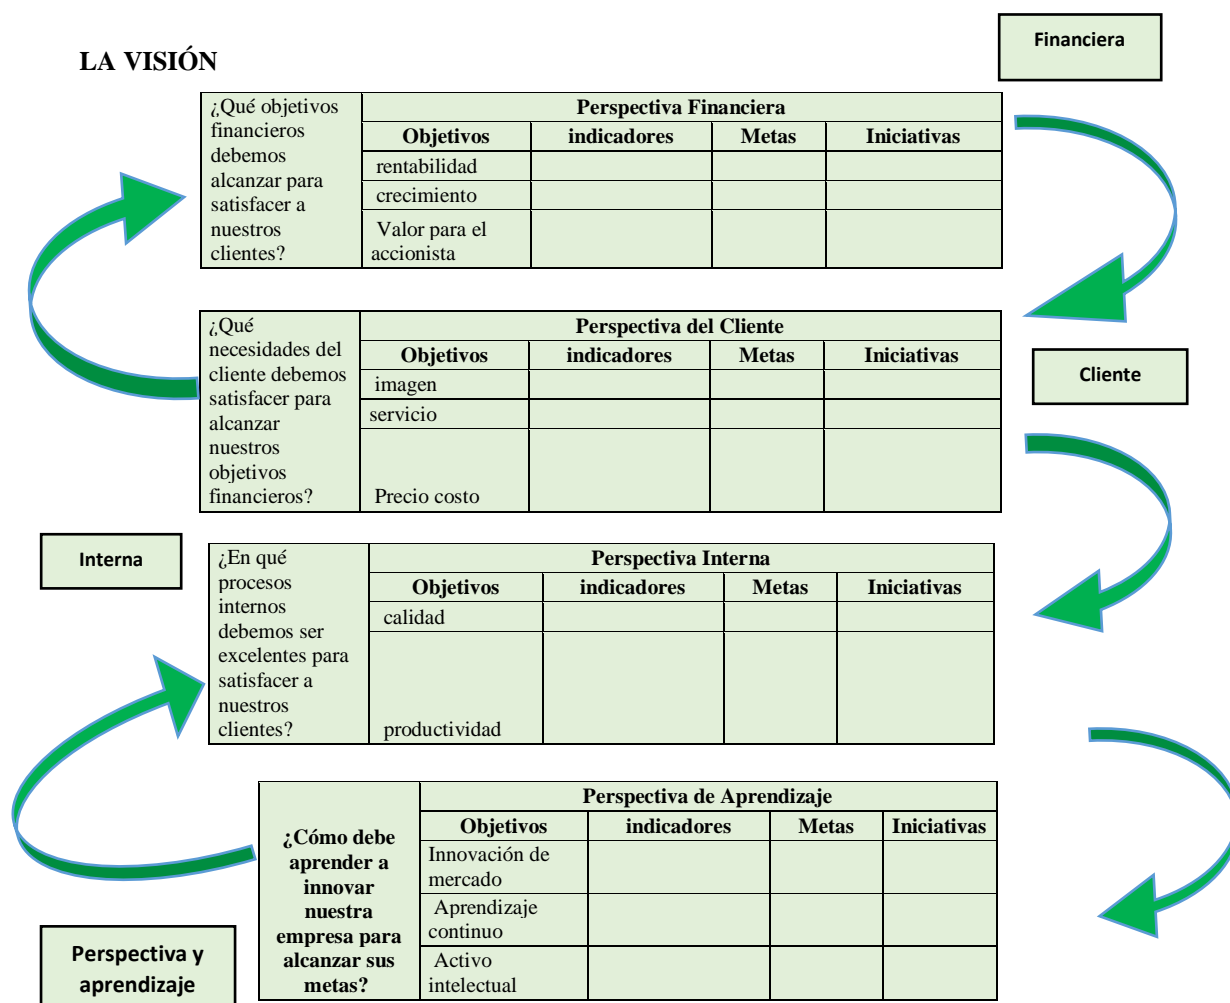 Financiera
LA VISIÓN
¿Qué objetivos
financieros
debemos
alcanzar para
satisfacer a
nuestros
clientes?
Perspectiva Financiera
Objetivos indicadores Metas Iniciativas
rentabilidad
crecimiento
Valor para el
accionista
¿Qué
necesidades del
cliente debemos
satisfacer para
alcanzar
nuestros
objetivos
financieros?
Perspectiva del Cliente
Objetivos indicadores Metas Iniciativas
imagen
servicio
Precio costo
Cliente
Interna
¿En qué
procesos
internos
debemos ser
excelentes para
satisfacer a
nuestros
clientes?
Perspectiva Interna
Objetivos indicadores Metas Iniciativas
calidad
productividad
¿Cómo debe
aprender a
innovar
nuestra
empresa para
alcanzar sus
metas?
Perspectiva de Aprendizaje
Objetivos indicadores Metas Iniciativas
Innovación de
mercado
Aprendizaje
continuo
Activo
intelectual
Perspectiva y
aprendizaje